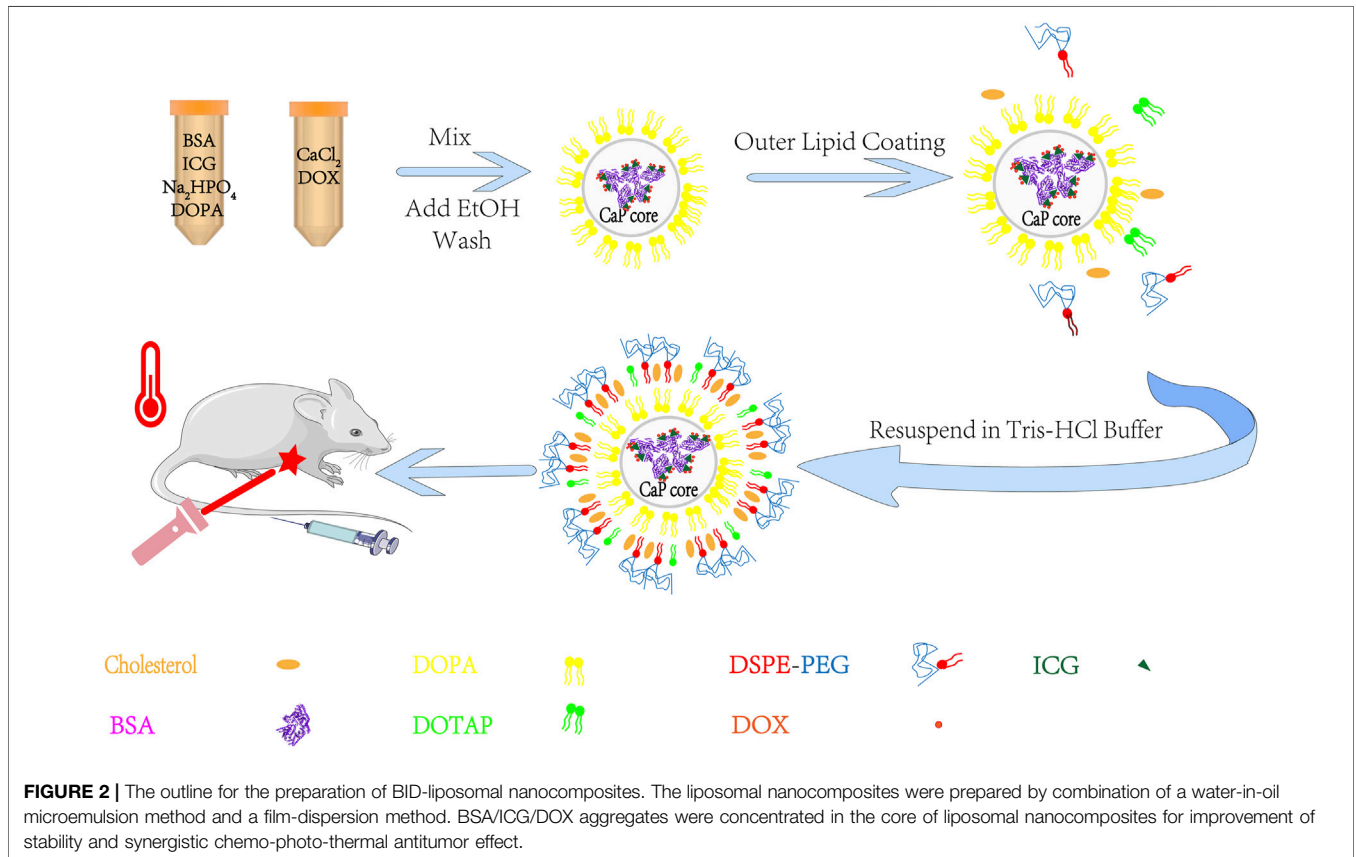 BSA
ICG
Na₂HPO₄
DOPA
CaCl₂
DOX
Mix
Add EtOH
Wash
CaP core
Outer Lipid Coating
CaP core
Resuspend in Tris-HCl Buffer
CaP core
Cholesterol
DOPA
DSPE-PEG
ICG
BSA
DOTAP
DOX
FIGURE 2 | The outline for the preparation of BID-liposomal nanocomposites. The liposomal nanocomposites were prepared by combination of a water-in-oil
microemulsion method and a film-dispersion method. BSA/ICG/DOX aggregates were concentrated in the core of liposomal nanocomposites for improvement of
stability and synergistic chemo-photo-thermal antitumor effect.